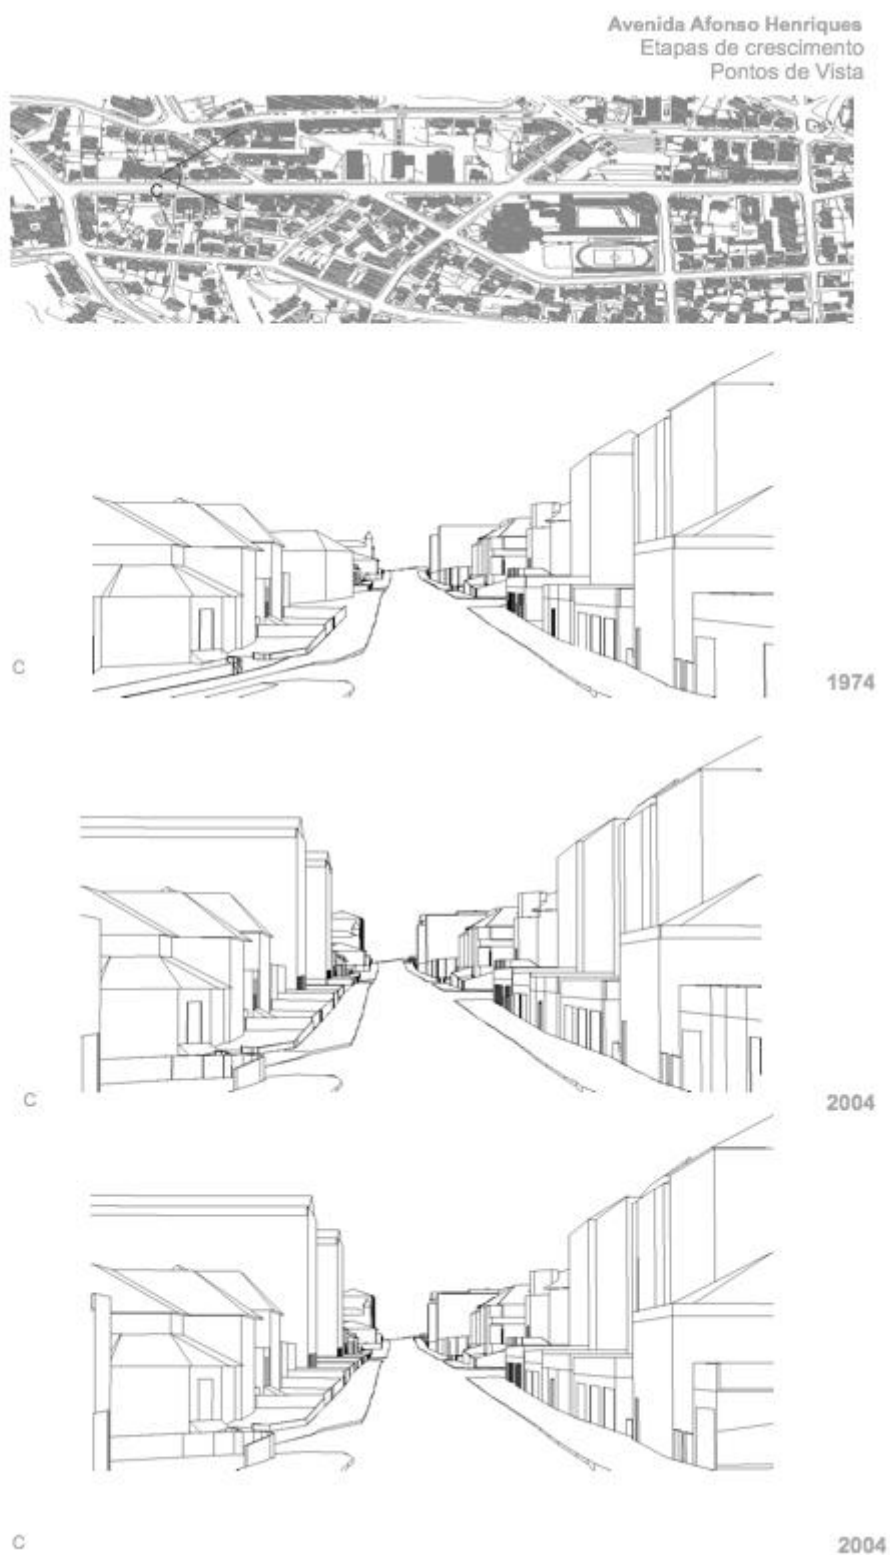 Avenida Afonso Henriques
Etapas de crescimento
Pontos de Vista
C
C
1974
C
2004
C
2004